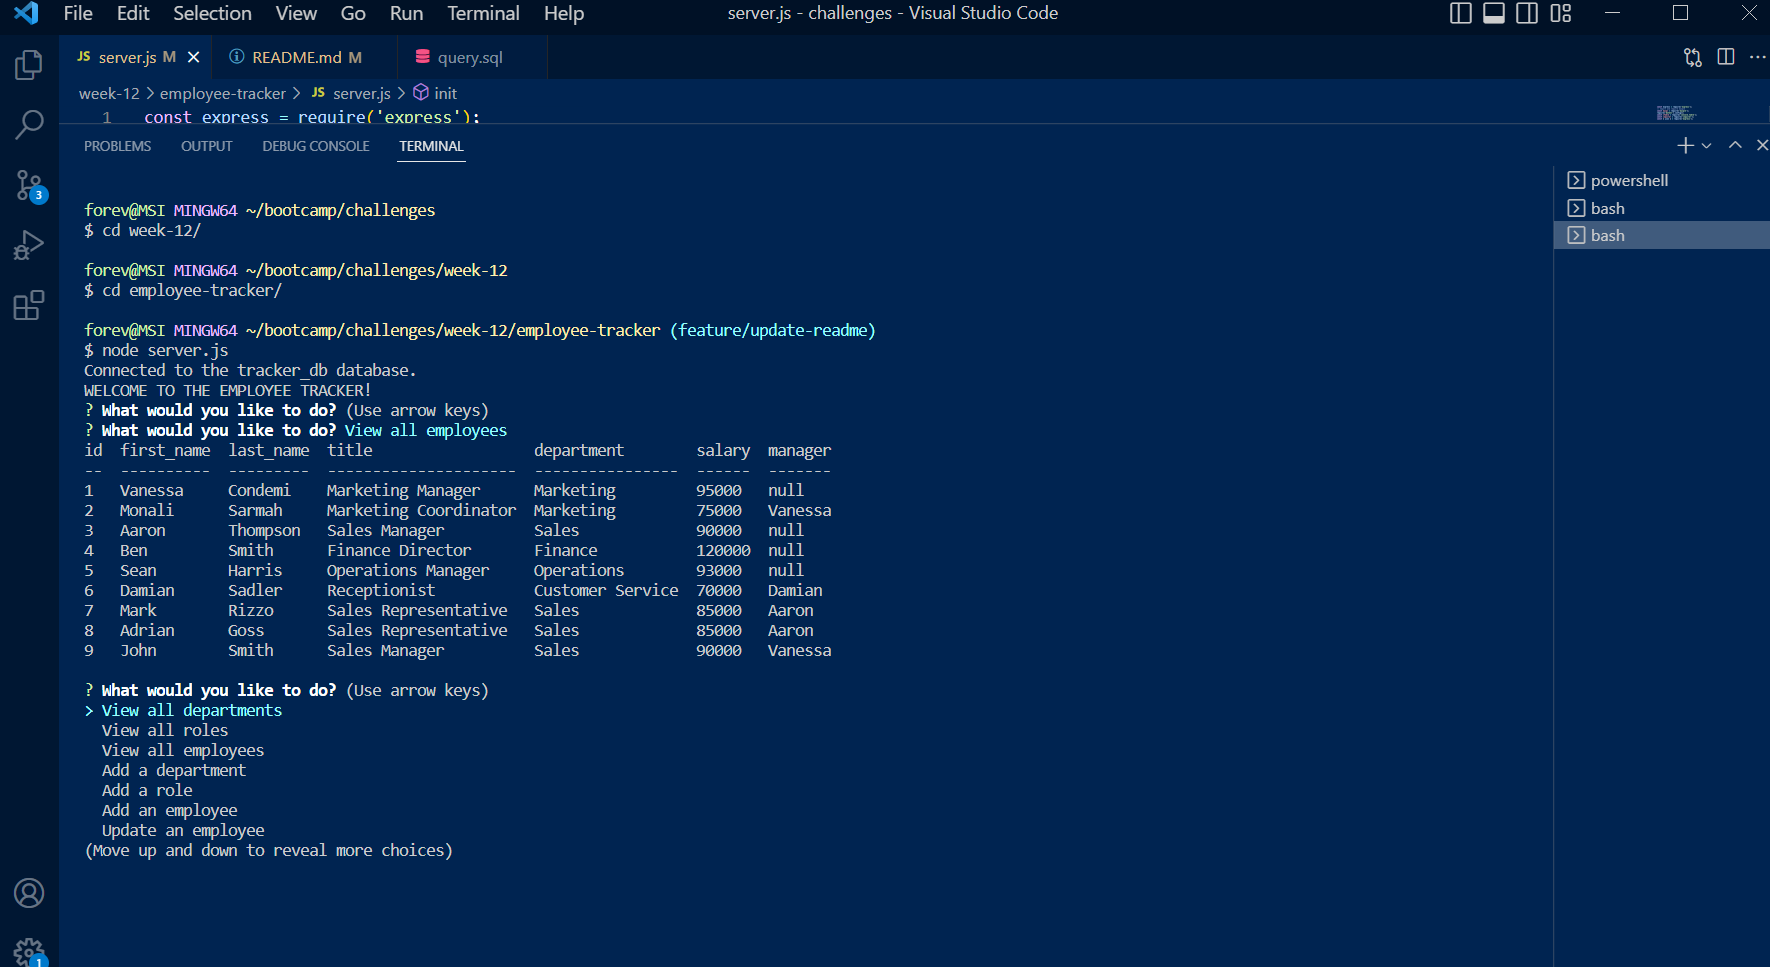 File Edit Selection View Go Run Terminal Help server.js - challenges - Visual Studio Code
JS server.js M README.md M query.sql
week-12 > employee-tracker > JS server.js > init
1 const express = require('express');
PROBLEMS OUTPUT DEBUG CONSOLE TERMINAL
powershell
bash
bash
3
forev@MSI MINGW64 ~/bootcamp/challenges
$ cd week-12/
forev@MSI MINGW64 ~/bootcamp/challenges/week-12
$ cd employee-tracker/
forev@MSI MINGW64 ~/bootcamp/challenges/week-12/employee-tracker (feature/update-readme)
$ node server.js
Connected to the tracker_db database.
WELCOME TO THE EMPLOYEE TRACKER!
? What would you like to do? (Use arrow keys)
? What would you like to do? View all employees
id first_name last_name title department salary manager
-- ---------- --------- --------------------- ---------------- ------ -------
1 Vanessa Condemi Marketing Manager Marketing 95000 null
2 Monali Sarmah Marketing Coordinator Marketing 75000 Vanessa
3 Aaron Thompson Sales Manager Sales 90000 null
4 Ben Smith Finance Director Finance 120000 null
5 Sean Harris Operations Manager Operations 93000 null
6 Damian Sadler Receptionist Customer Service 70000 Damian
7 Mark Rizzo Sales Representative Sales 85000 Aaron
8 Adrian Goss Sales Representative Sales 85000 Aaron
9 John Smith Sales Manager Sales 90000 Vanessa
? What would you like to do? (Use arrow keys)
> View all departments
View all roles
View all employees
Add a department
Add a role
Add an employee
Update an employee
(Move up and down to reveal more choices)
1